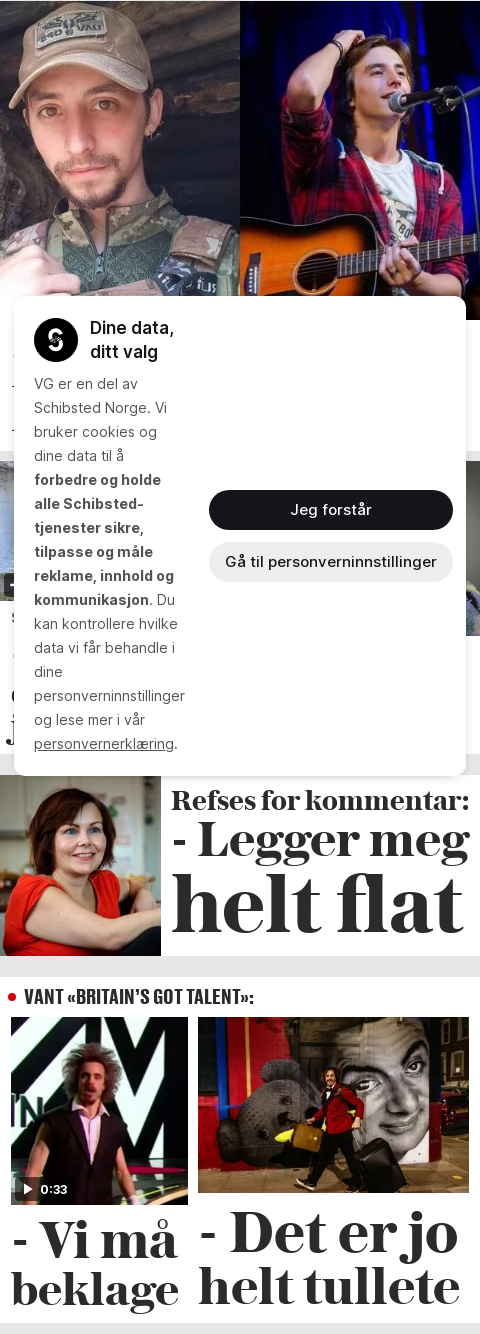 Dine data,
ditt valg
VG er en del av
Schibsted Norge. Vi
bruker cookies og
dine data til å
forbedre og holde
alle Schibsted-
tjenester sikre,
tilpasse og måle
reklame, innhold og
kommunikasjon. Du
kan kontrollere hvilke
data vi får behandle i
dine
personverninnstillinger
og lese mer i vår
personvernerklæring.
Jeg forstår
Gå til personverninnstillinger
Refses for kommentar:
- Legger meg
helt flat
VANT «BRITAIN'S GOT TALENT»:
0:33
- Vi må
beklage
- Det er jo
helt tullete